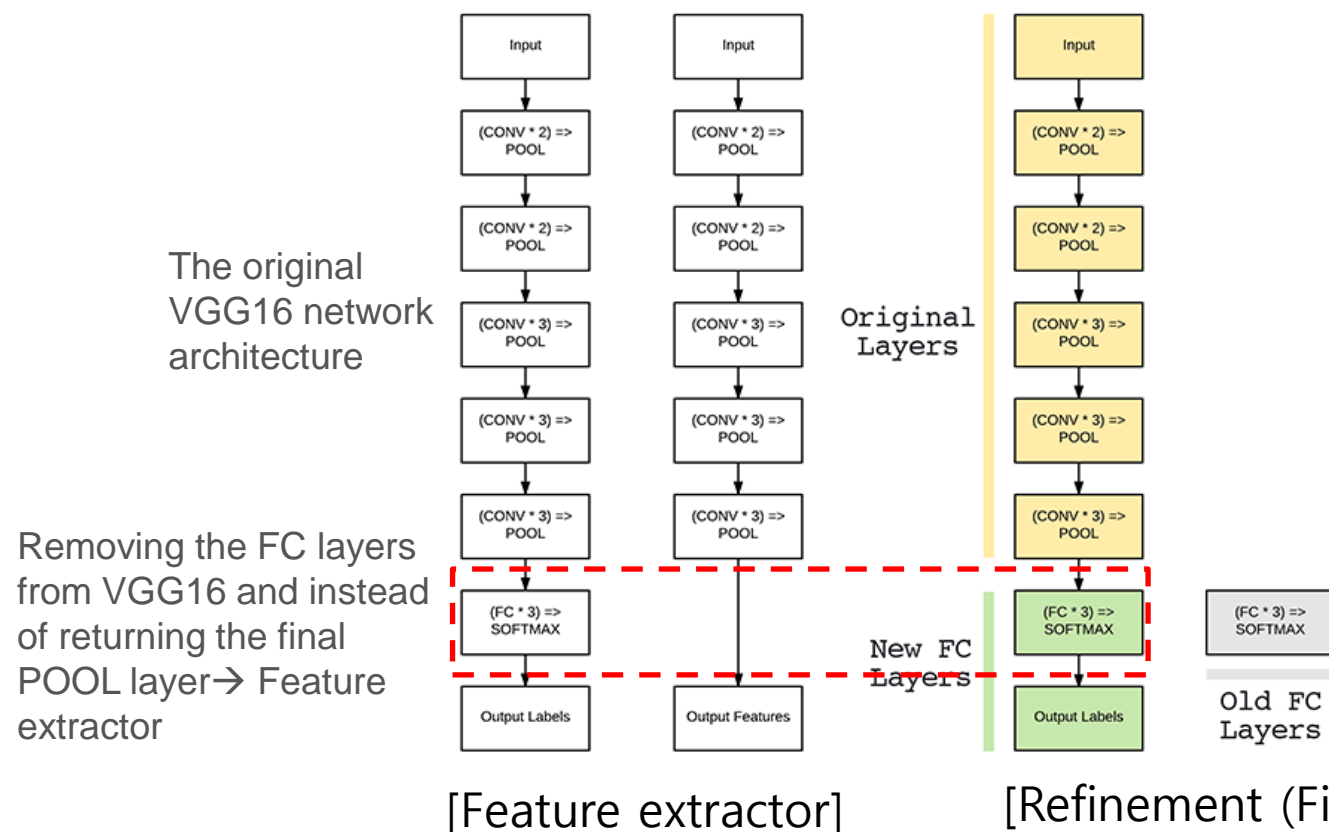 Input
(CONV * 2) =>
POOL
(CONV * 2) =>
POOL
(CONV * 3) =>
POOL
(CONV * 3) =>
POOL
(CONV * 3) =>
POOL
(FC * 3) =>
SOFTMAX
Output Labels
Input
(CONV * 2) =>
POOL
(CONV * 2) =>
POOL
(CONV * 3) =>
POOL
(CONV * 3) =>
POOL
(CONV * 3) =>
POOL
Output Features
The original
VGG16 network
architecture
Removing the FC layers
from VGG16 and instead
of returning the final
POOL layer→ Feature
extractor
Original
Layers
New FC
Layers
Input
(CONV * 2) =>
POOL
(CONV * 2) =>
POOL
(CONV * 3) =>
POOL
(CONV * 3) =>
POOL
(CONV * 3) =>
POOL
(FC * 3) =>
SOFTMAX
Output Labels
(FC * 3) =>
SOFTMAX
Old FC
Layers
[Feature extractor]
[Refinement (Fi